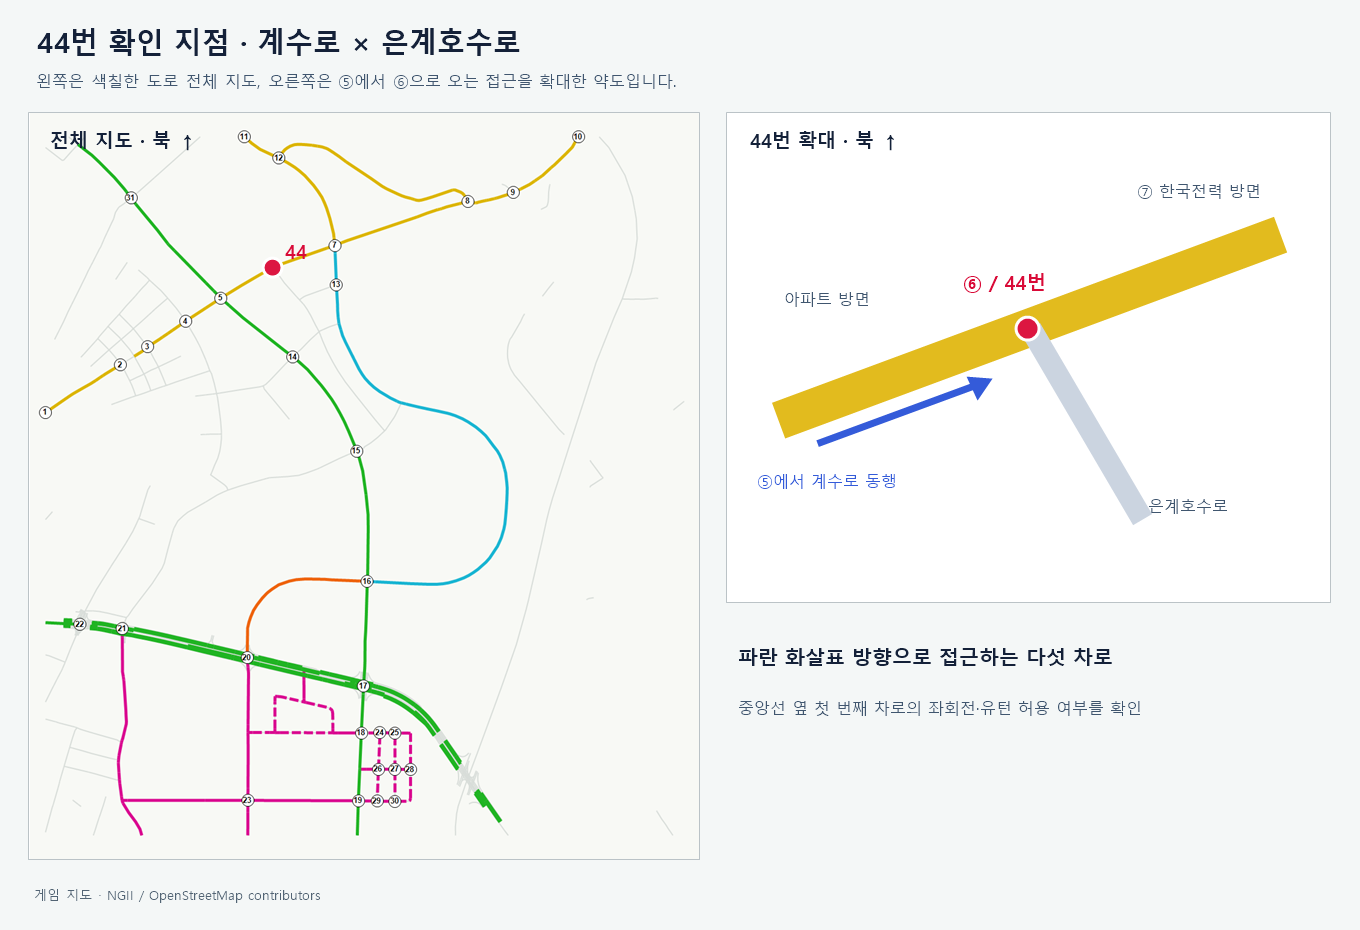 44번 확인 지점 · 계수로 × 은계호수로
왼쪽은 색칠한 도로 전체 지도, 오른쪽은 ⑤에서 ⑥으로 오는 접근을 확대한 약도입니다.
전체 지도 · 북 ↑
11
10
12
31
9
8
44
7
13
5
4
3
14
2
1
15
16
22
21
20
17
18
24
25
26
27
28
23
19
29
30
44번 확대 · 북 ↑
⑦ 한국전력 방면
⑥ / 44번
아파트 방면
⑤에서 계수로 동행
은계호수로
파란 화살표 방향으로 접근하는 다섯 차로
중앙선 옆 첫 번째 차로의 좌회전·유턴 허용 여부를 확인
게임 지도 · NGII / OpenStreetMap contributors